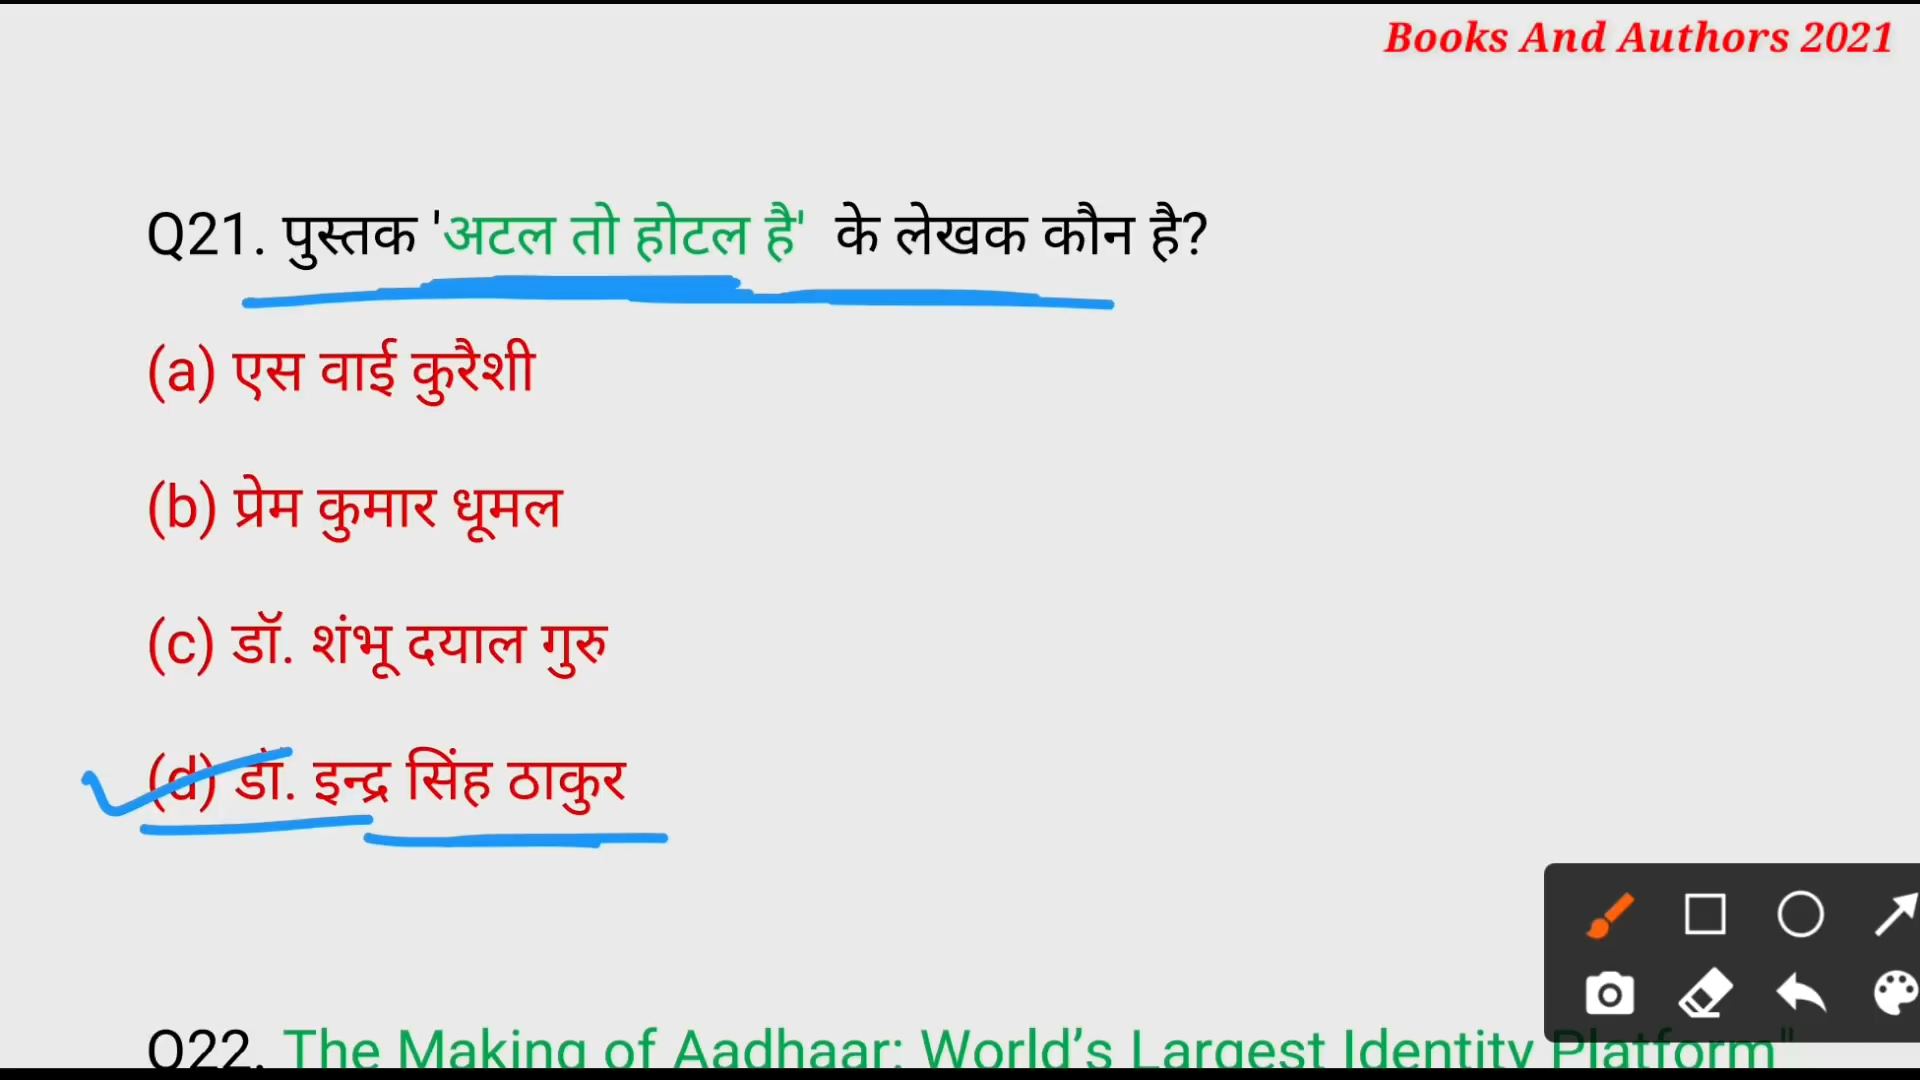 Books And Authors 2021
Q21. पुस्तक 'अटल तो होटल है' के लेखक कौन है?
(a) एस वाई कुरैशी
(b) प्रेम कुमार धूमल
(c) डॉ. शंभू दयाल गुरु
(d) डॉ. इन्द्र सिंह ठाकुर
Q22. The Making of Aadhaar: World’s Largest Identity Platform"